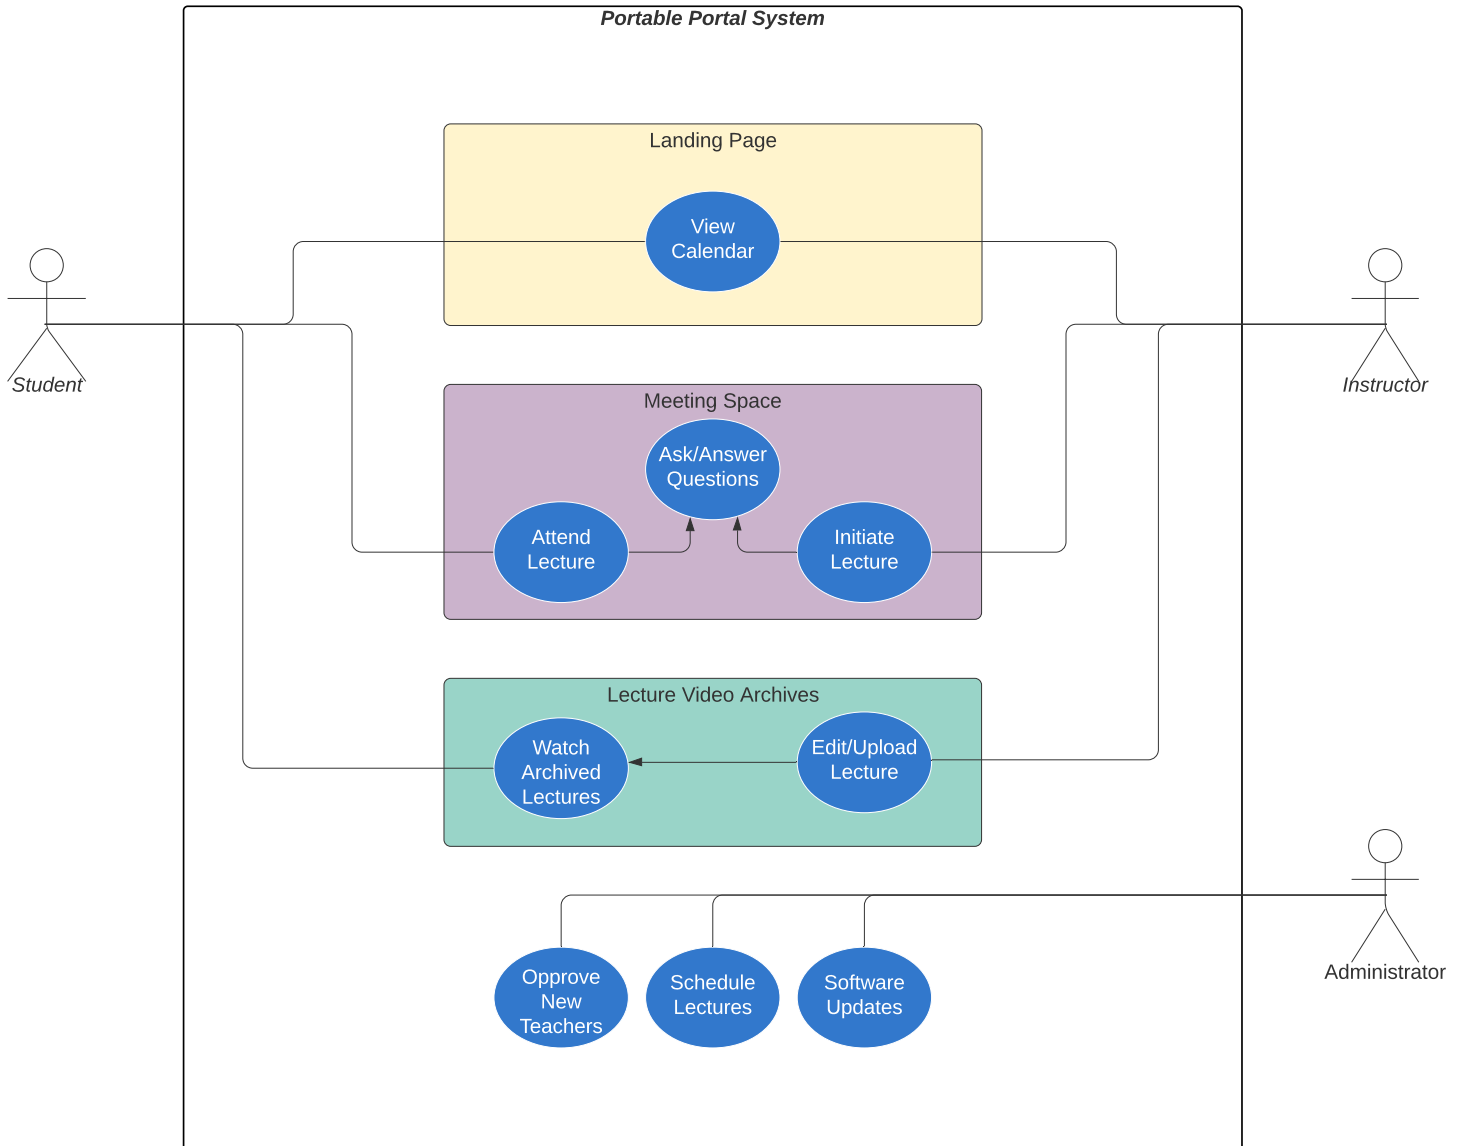 Portable Portal System
Landing Page
View
Calendar
Student
Instructor
Meeting Space
Ask/Answer
Questions
Attend
Lecture
Initiate
Lecture
Lecture Video Archives
Watch
Archived
Lectures
Edit/Upload
Lecture
Opprove
New
Teachers
Schedule
Lectures
Software
Updates
Administrator